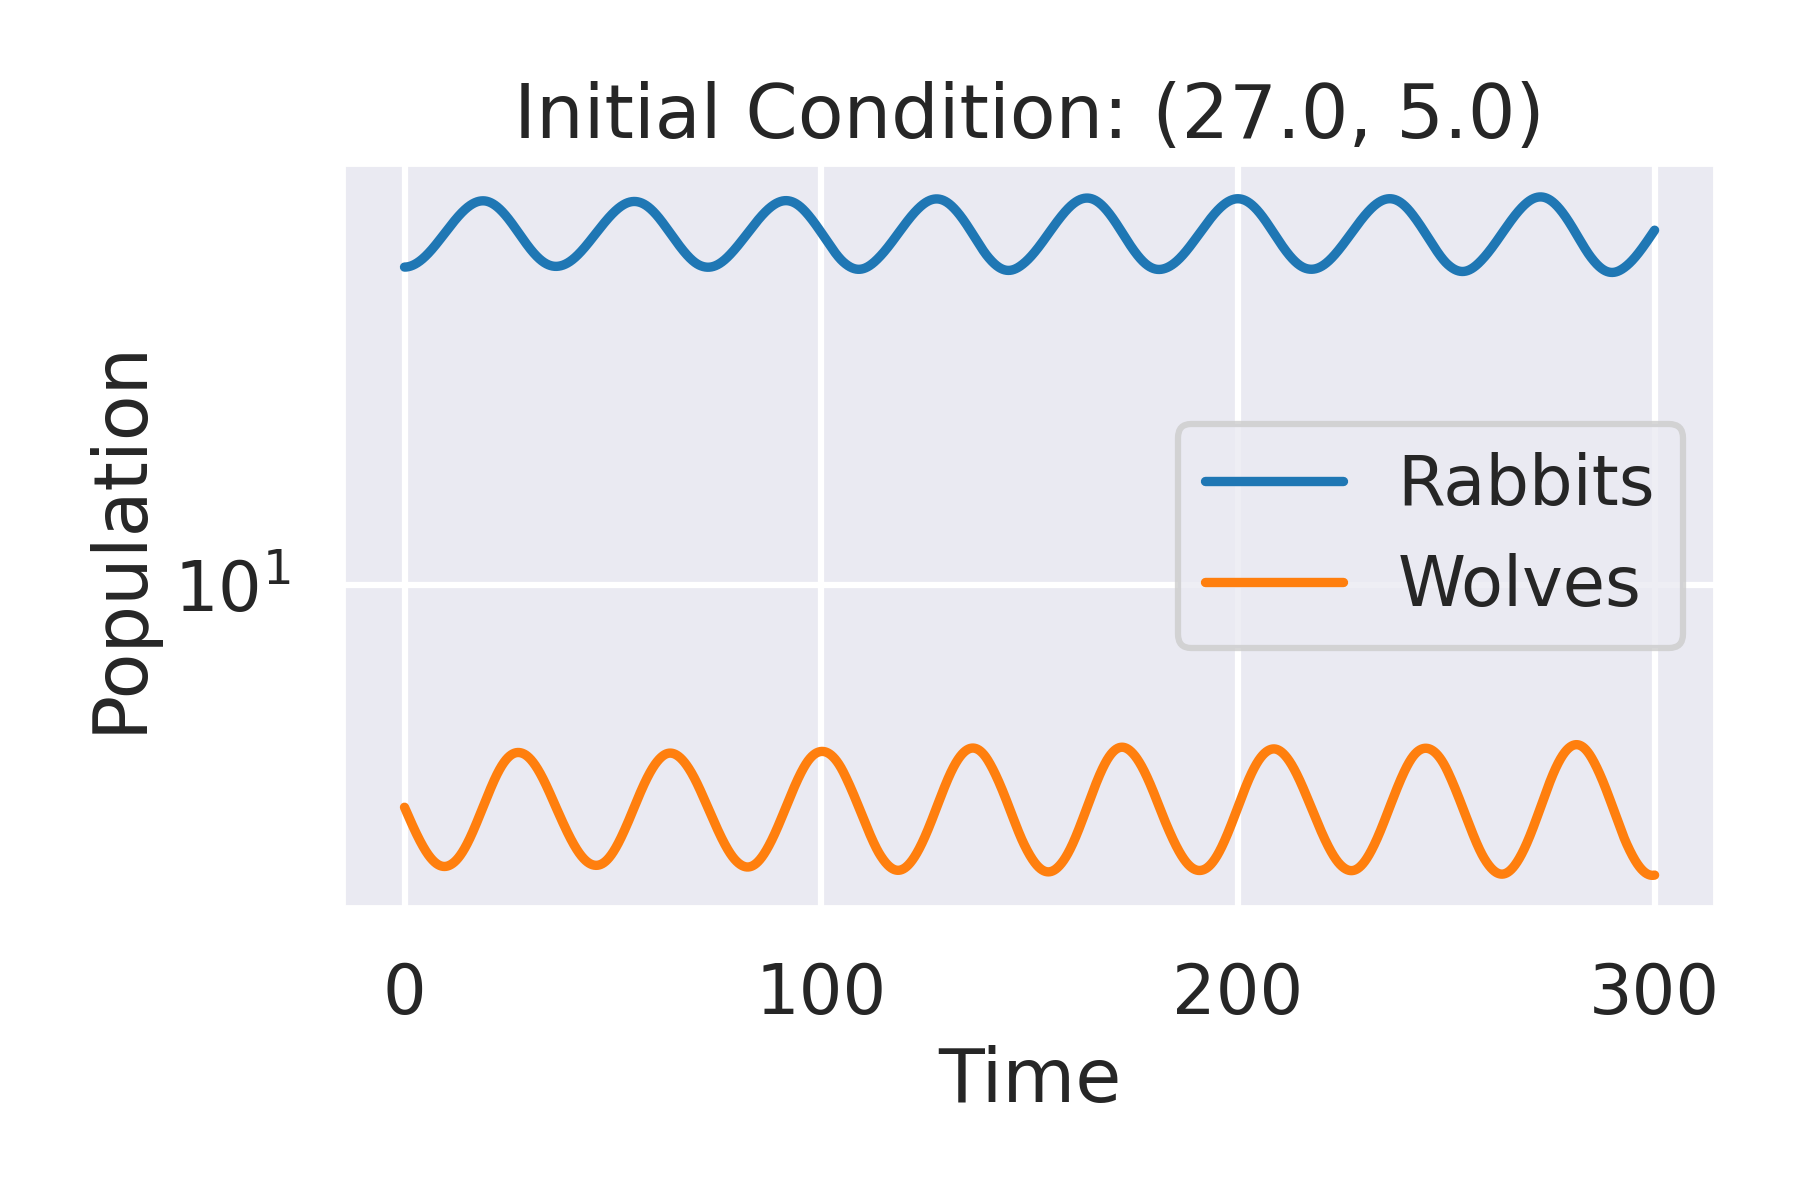 Initial Condition: (27.0, 5.0)
Population
10¹
Rabbits
Wolves
0 100 200 300
Time